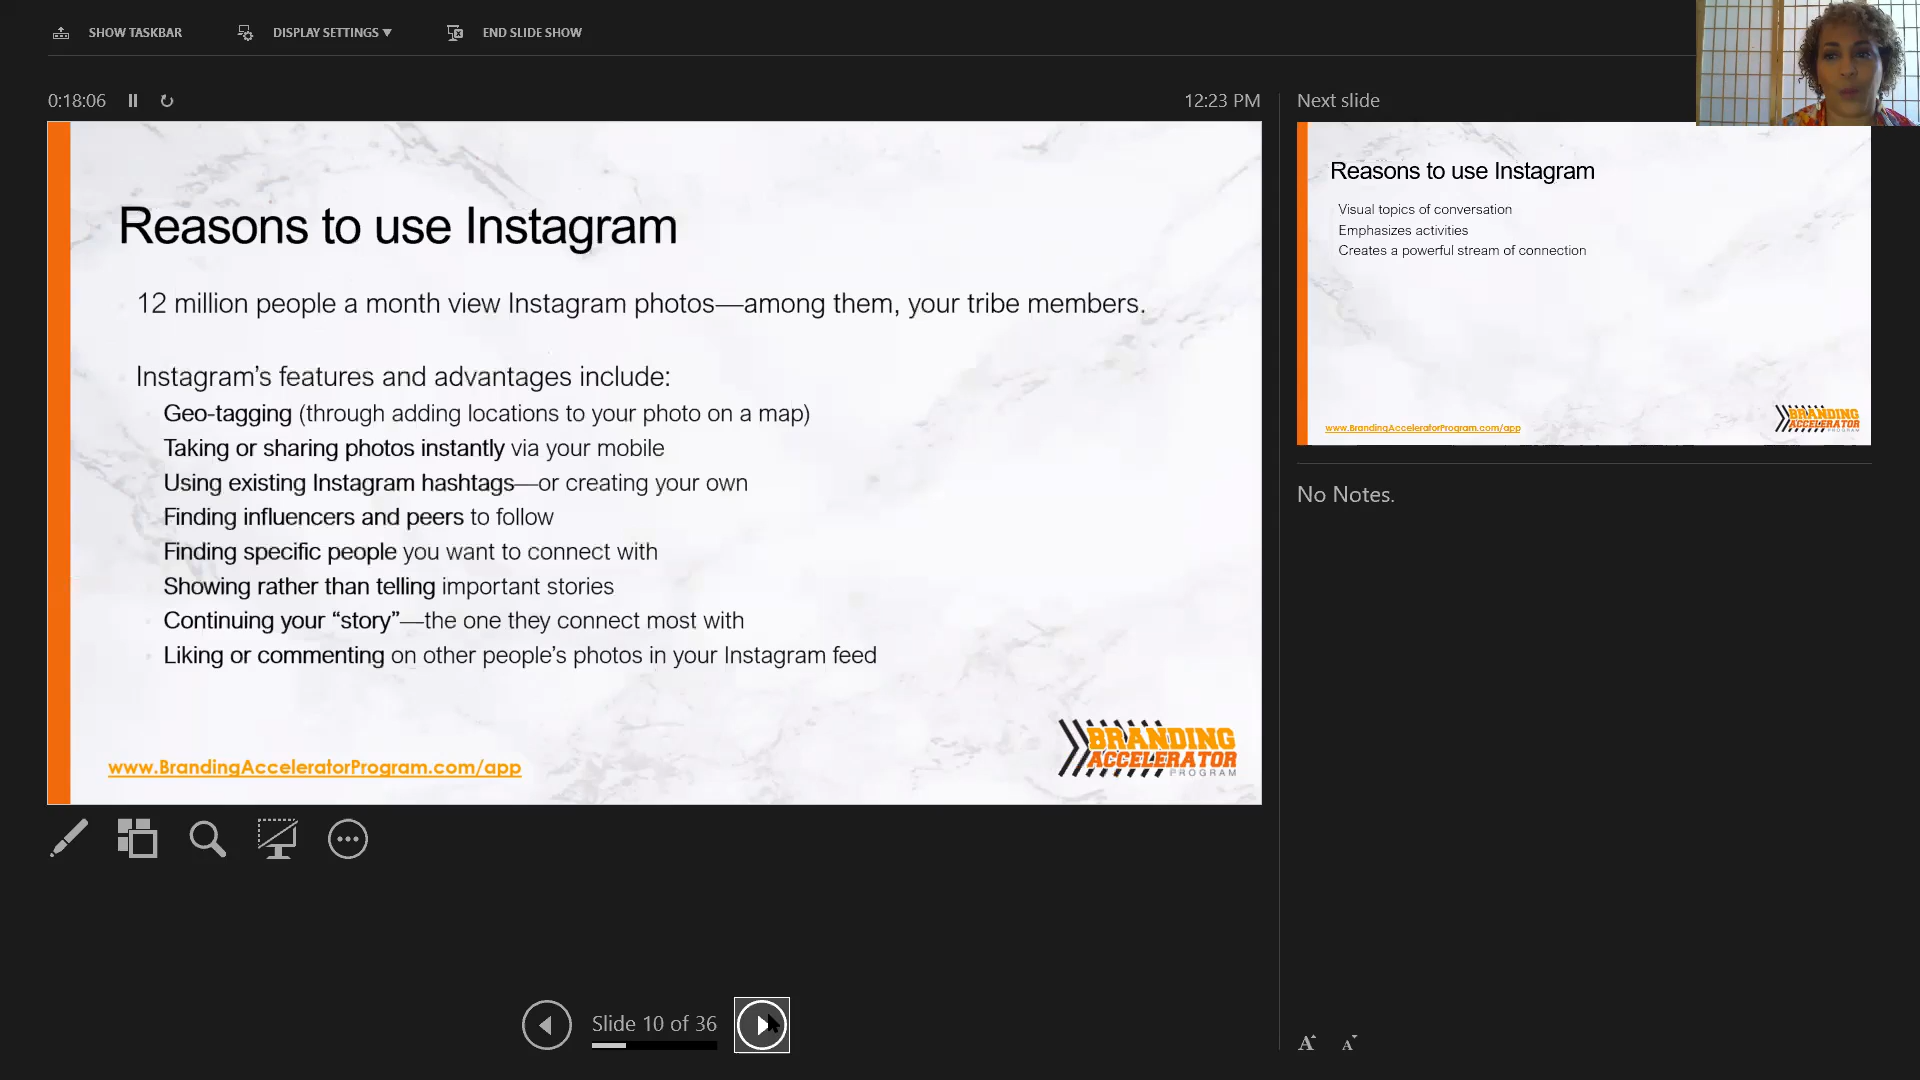 SHOW TASKBAR
DISPLAY SETTINGS ▼
END SLIDE SHOW
0:18:06
12:23 PM
Reasons to use Instagram
12 million people a month view Instagram photos—among them, your tribe members.
Instagram’s features and advantages include:
Geo-tagging (through adding locations to your photo on a map)
Taking or sharing photos instantly via your mobile
Using existing Instagram hashtags—or creating your own
Finding influencers and peers to follow
Finding specific people you want to connect with
Showing rather than telling important stories
Continuing your “story”—the one they connect most with
Liking or commenting on other people’s photos in your Instagram feed
www.BrandingAcceleratorProgram.com/app
BRANDING
ACCELERATOR
PROGRAM
Slide 10 of 36
Next slide
Reasons to use Instagram
Visual topics of conversation
Emphasizes activities
Creates a powerful stream of connection
www.BrandingAcceleratorProgram.com/app
BRANDING
ACCELERATOR
PROGRAM
No Notes.
A A